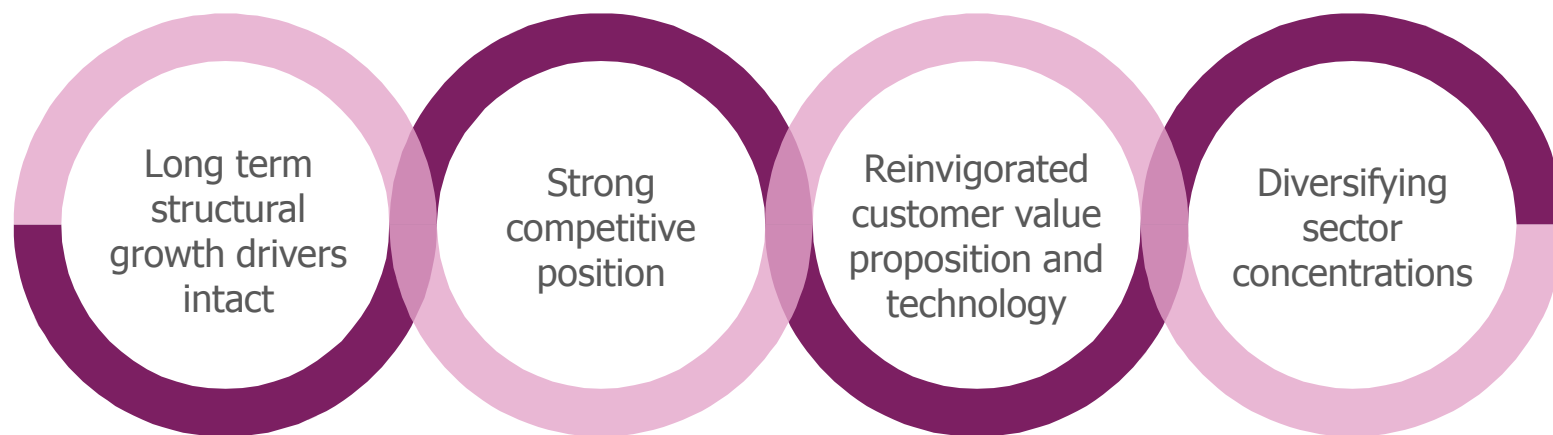 Long term
structural
growth drivers
intact
Strong
competitive
position
Reinvigorated
customer value
proposition and
technology
Diversifying
sector
concentrations